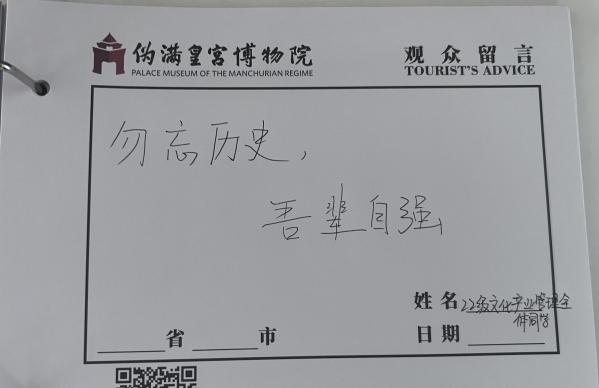 伪满皇宫博物院
PALACE MUSEUM OF THE MANCHURIAN REGIME
观众留言
TOURIST'S ADVICE
勿忘历史,
吾辈自强
姓名 22级文化产业管理全
体同学
省 市 日期